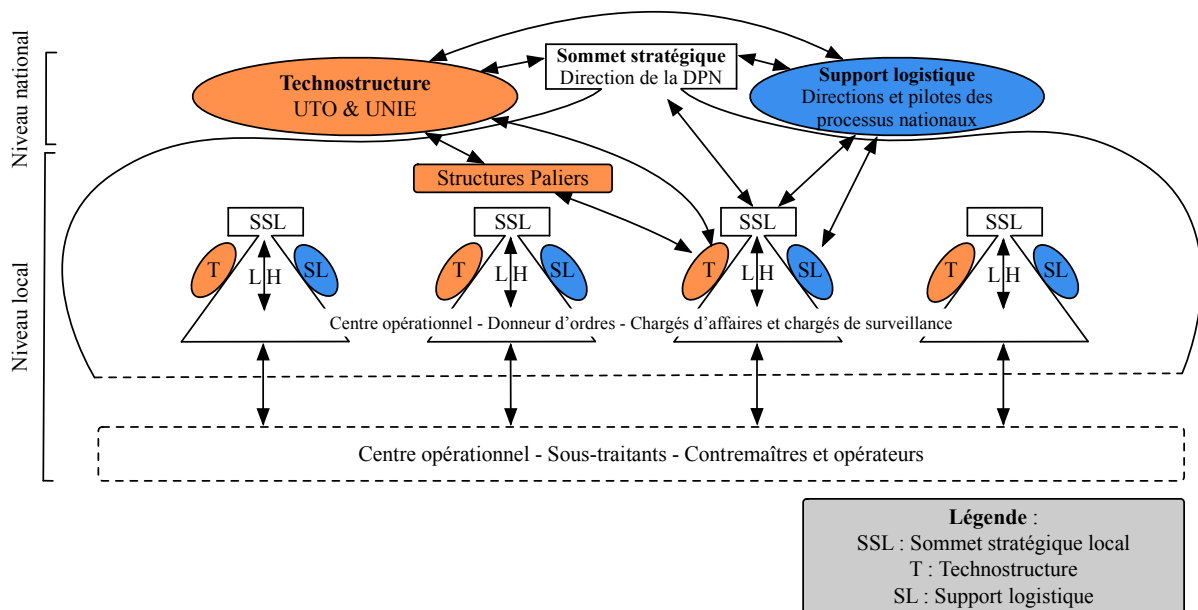 Niveau national
Niveau local
Sommet stratégique
Direction de la DPN
Technostructure
UTO & UNIE
Support logistique
Directions et pilotes des
processus nationaux
Structures Paliers
SSL
SSL
SSL
SSL
T
L H
SL
T
L H
SL
T
L H
SL
T
L H
SL
Centre opérationnel - Donneur d'ordres - Chargés d'affaires et chargés de surveillance
Centre opérationnel - Sous-traitants - Contremaîtres et opérateurs
Légende :
SSL : Sommet stratégique local
T : Technostructure
SL : Support logistique